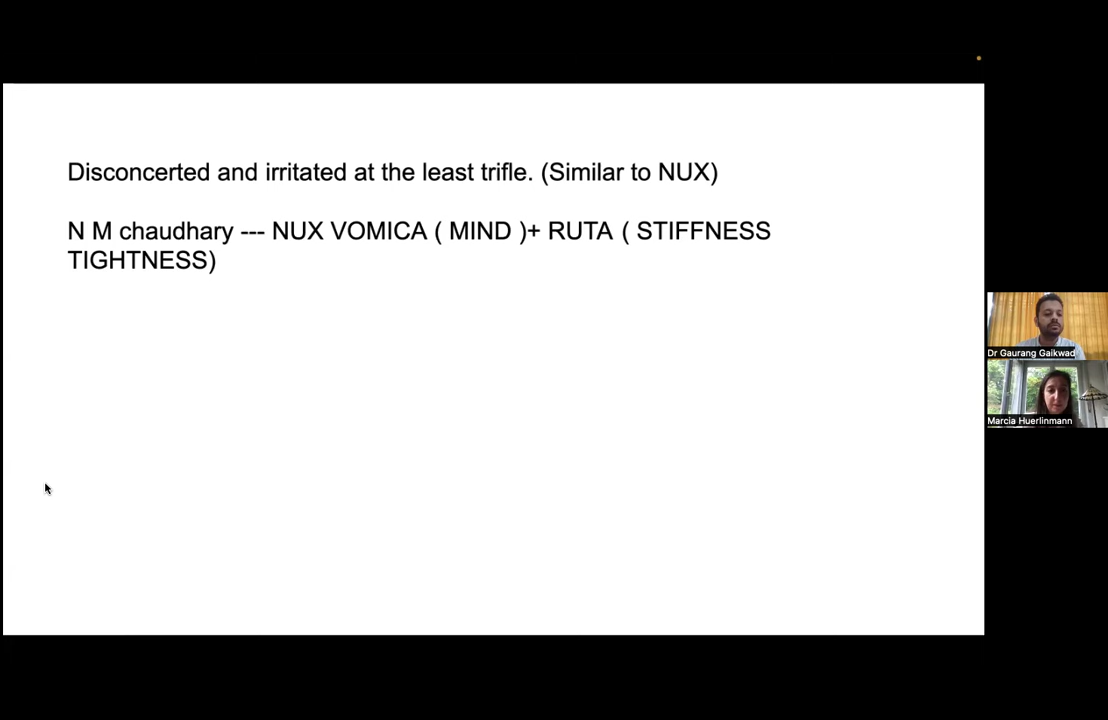 Disconcerted and irritated at the least trifle. (Similar to NUX)
N M chaudhary --- NUX VOMICA ( MIND )+ RUTA ( STIFFNESS
TIGHTNESS)
Dr Gaurang Gaikwad
Marcia Huerlinmann